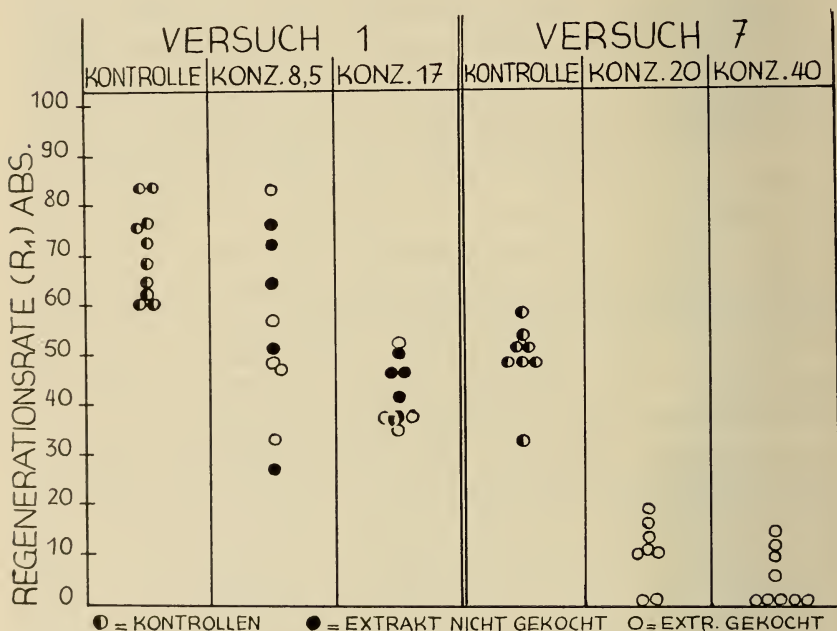 VERSUCH 1 VERSUCH 7
KONTROLLE KONZ. 8,5 KONZ. 17 KONTROLLE KONZ. 20 KONZ. 40
REGENERATIONSRATE (R₁) ABS.
100
90
80
70
60
50
40
30
20
10
0
◐ = KONTROLLEN ● = EXTRAKT NICHT GEKOCHT O = EXTR. GEKOCHT